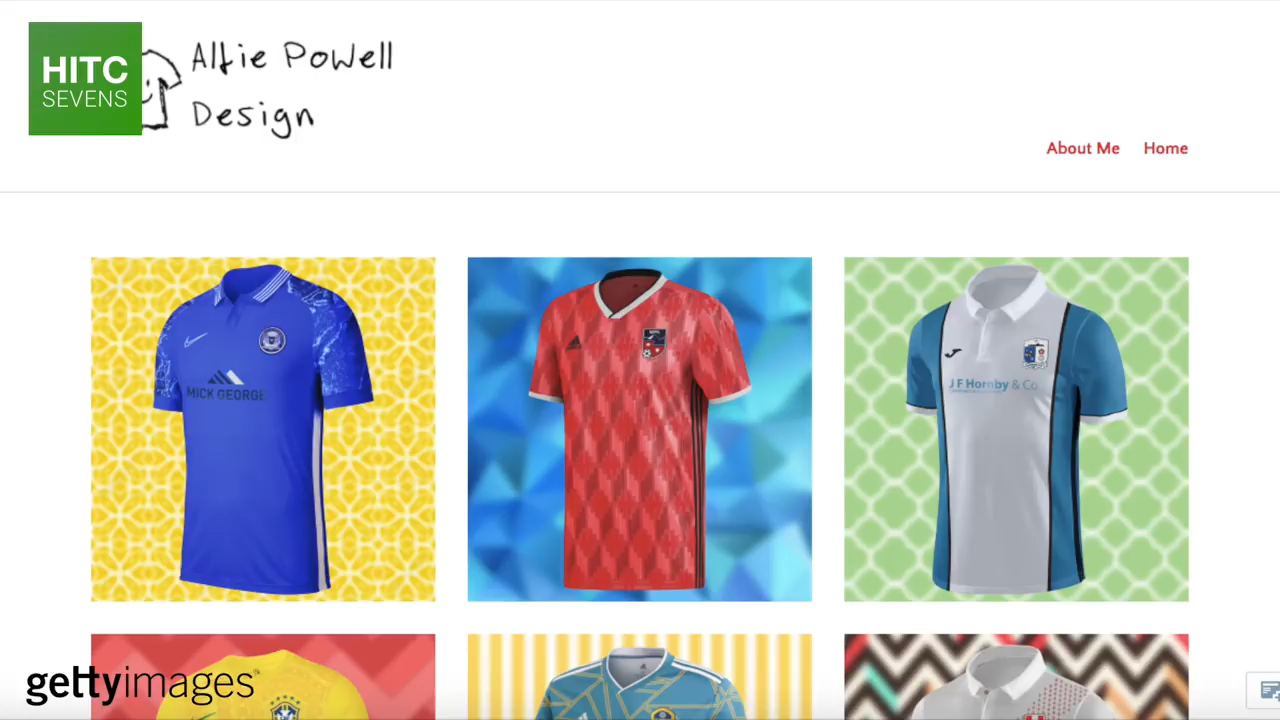 HITC
SEVENS
Alfie Powell
Design
About Me
Home
MICK GEORGE
J F Hornby & Co
gettyimages